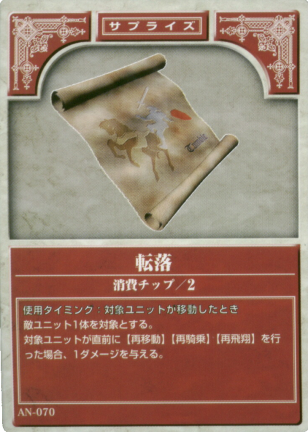 サプライズ
転落
消費チップ／2
使用タイミング：対象ユニットが移動したとき
敵ユニット1体を対象とする。
対象ユニットが直前に【再移動】【再騎乗】【再飛翔】を行
った場合、1ダメージを与える。
AN-070